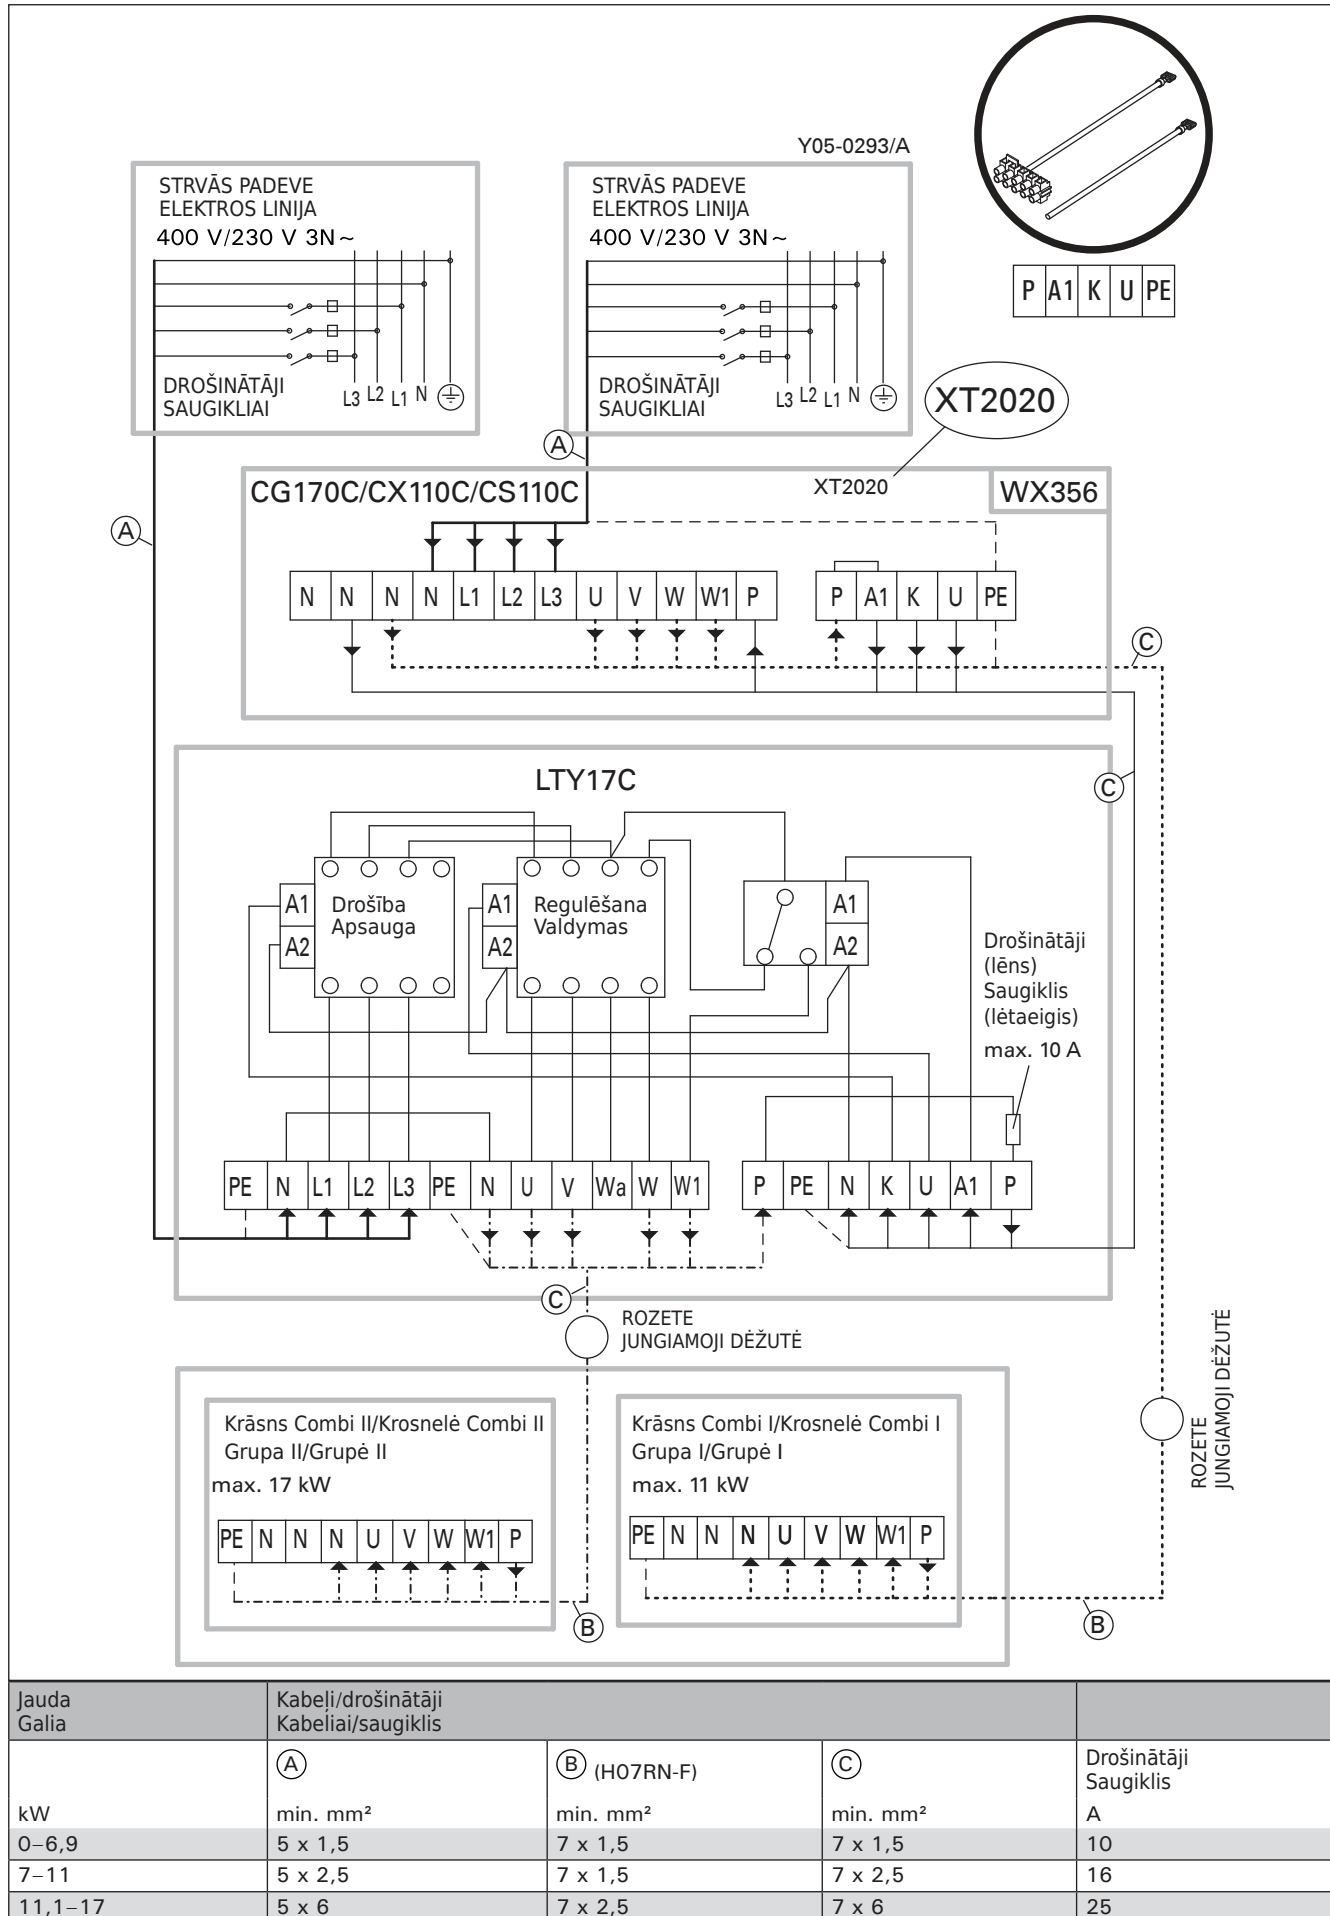 Y05-0293/A
STRVĀS PADEVE
ELEKTROS LINIJA
400 V/230 V 3N~
DROŠINĀTĀJI
SAUGIKLIAI
L3 L2 L1 N
STRVĀS PADEVE
ELEKTROS LINIJA
400 V/230 V 3N~
DROŠINĀTĀJI
SAUGIKLIAI
L3 L2 L1 N
P A1 K U PE
XT2020
A
A
CG170C/CX110C/CS110C
XT2020
WX356
N N N N L1 L2 L3 U V W W1 P
P A1 K U PE
C
LTY17C
C
A1
A2
Drošība
Apsauga
A1
A2
Regulēšana
Valdymas
A1
A2
Drošinātāji
(lēns)
Saugiklis
(lėtaeigis)
max. 10 A
PE N L1 L2 L3 PE N U V Wa W W1
P PE N K U A1 P
C
ROZETE
JUNGIAMOJI DĖŽUTĖ
ROZETE
JUNGIAMOJI DĖŽUTĖ
Krāsns Combi II/Krosnelė Combi II
Grupa II/Grupė II
max. 17 kW
PE N N N U V W W1 P
B
Krāsns Combi I/Krosnelė Combi I
Grupa I/Grupė I
max. 11 kW
PE N N N U V W W1 P
B
Jauda
Galia
Kabeļi/drošinātāji
Kabeliai/saugiklis
A
B (H07RN-F)
C
Drošinātāji
Saugiklis
kW min. mm² min. mm² min. mm² A
0–6,9 5 x 1,5 7 x 1,5 7 x 1,5 10
7–11 5 x 2,5 7 x 1,5 7 x 2,5 16
11,1–17 5 x 6 7 x 2,5 7 x 6 25